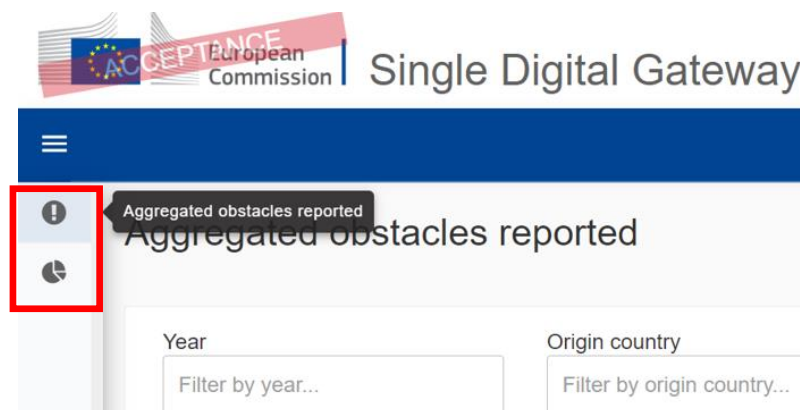 ACCEPTANCE
European
Commission
Single Digital Gateway
Aggregated obstacles reported
Aggregated obstacles reported
Year
Origin country
Filter by year...
Filter by origin country...